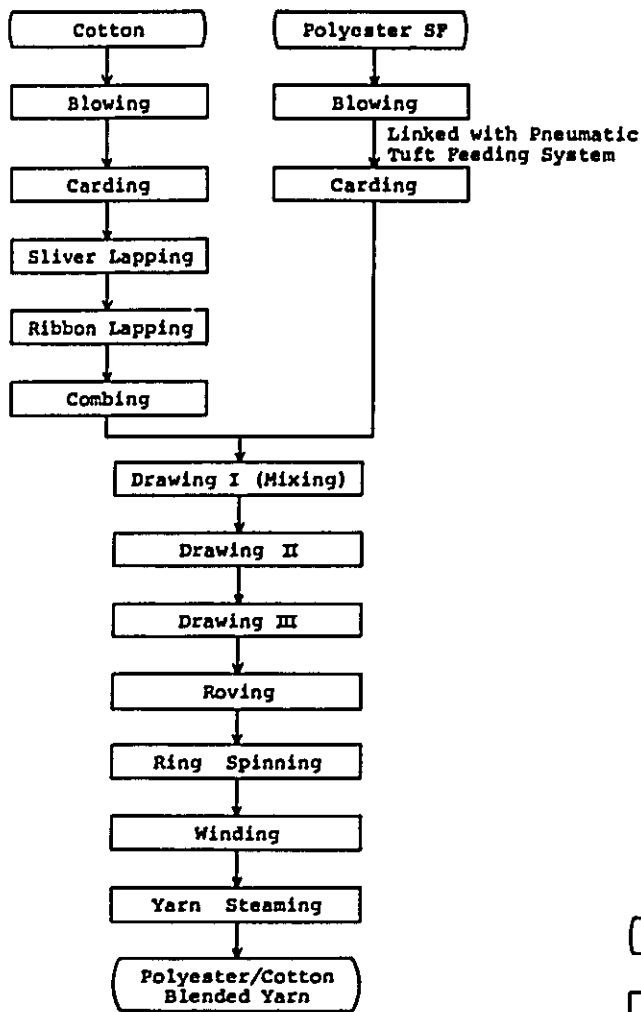 Cotton
Polyester SF
Blowing
Blowing
Linked with Pneumatic
Tuft Feeding System
Carding
Carding
Sliver Lapping
Ribbon Lapping
Combing
Drawing I (Mixing)
Drawing II
Drawing III
Roving
Ring Spinning
Winding
Yarn Steaming
Polyester/Cotton
Blended Yarn